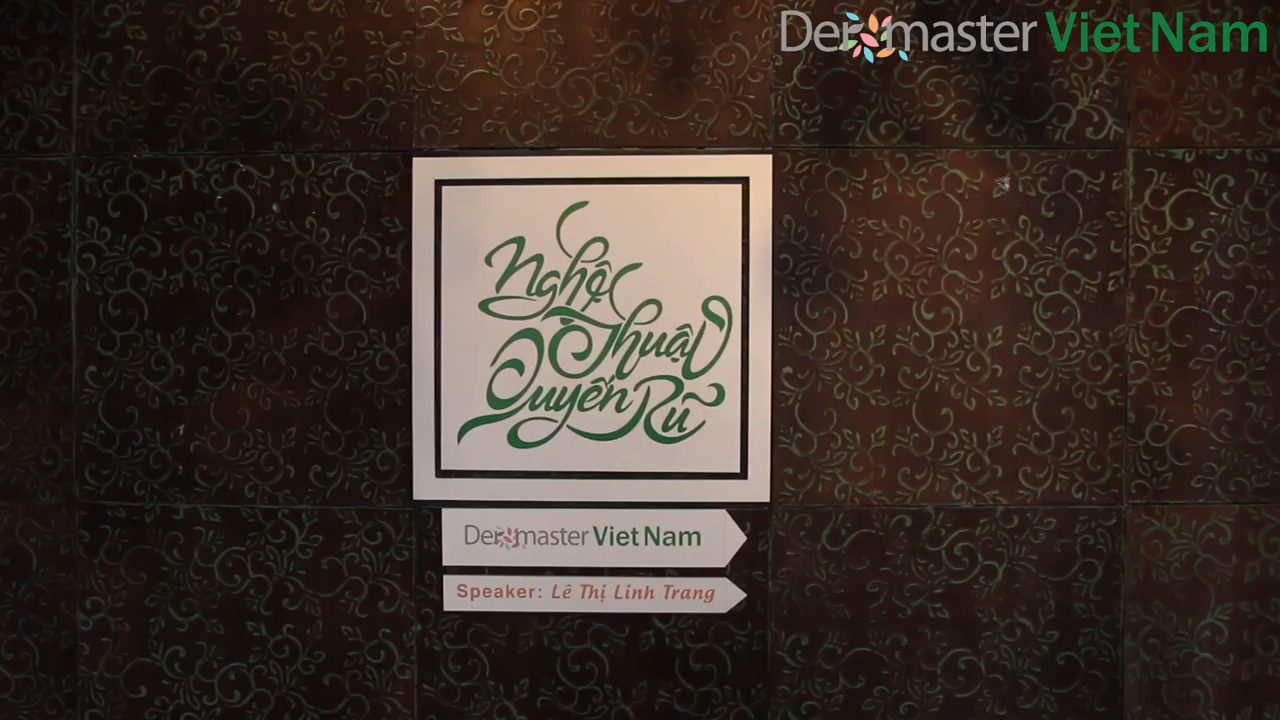 Dermaster Viet Nam
Nghệ
Thuật
Quyến Rũ
Dermaster Viet Nam
Speaker: Lê Thị Linh Trang